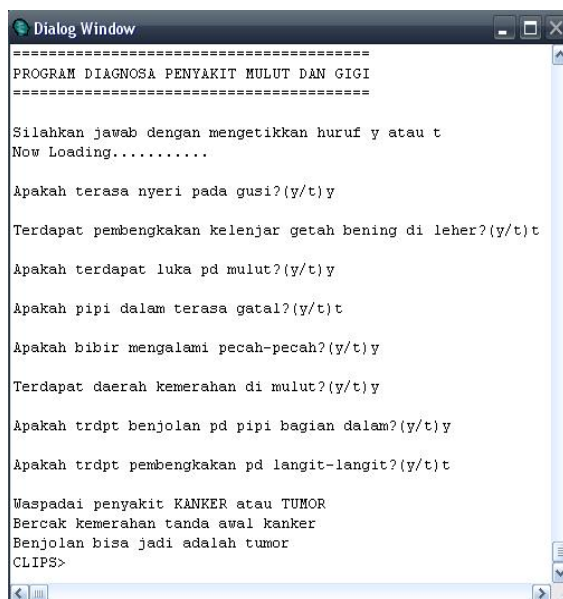 Dialog Window
========================================
PROGRAM DIAGNOSA PENYAKIT MULUT DAN GIGI
========================================
Silahkan jawab dengan mengetikkan huruf y atau t
Now Loading...........
Apakah terasa nyeri pada gusi?(y/t)y
Terdapat pembengkakan kelenjar getah bening di leher?(y/t)t
Apakah terdapat luka pd mulut?(y/t)y
Apakah pipi dalam terasa gatal?(y/t)t
Apakah bibir mengalami pecah-pecah?(y/t)y
Terdapat daerah kemerahan di mulut?(y/t)y
Apakah trdpt benjolan pd pipi bagian dalam?(y/t)y
Apakah trdpt pembengkakan pd langit-langit?(y/t)t
Waspadai penyakit KANKER atau TUMOR
Bercak kemerahan tanda awal kanker
Benjolan bisa jadi adalah tumor
CLIPS>